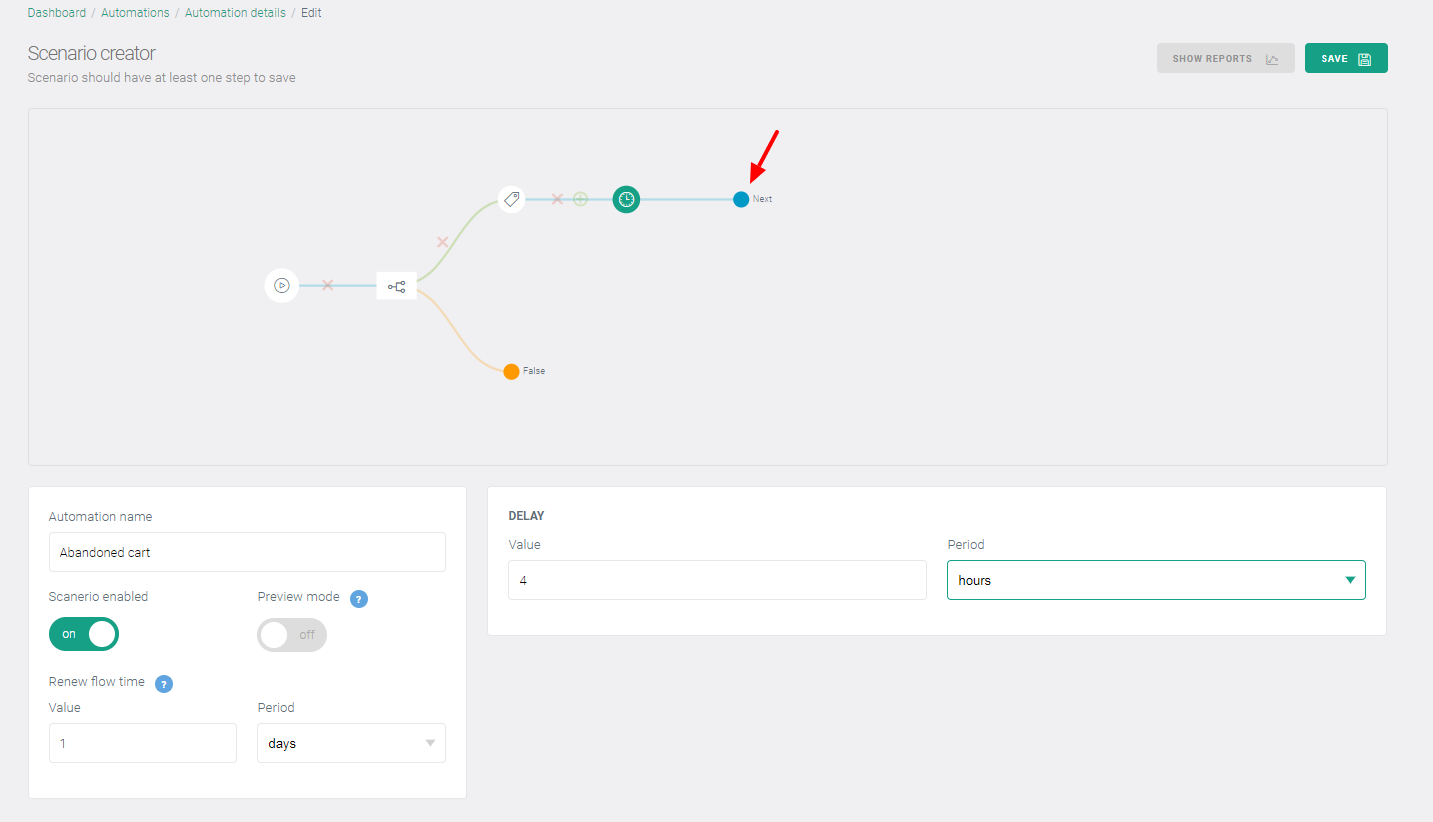 Dashboard / Automations / Automation details / Edit
Scenario creator
Scenario should have at least one step to save
SHOW REPORTS
SAVE
Next
False
Automation name
Abandoned cart
Scanerio enabled
Preview mode ?
on
off
Renew flow time ?
Value
Period
1
days
DELAY
Value
Period
4
hours